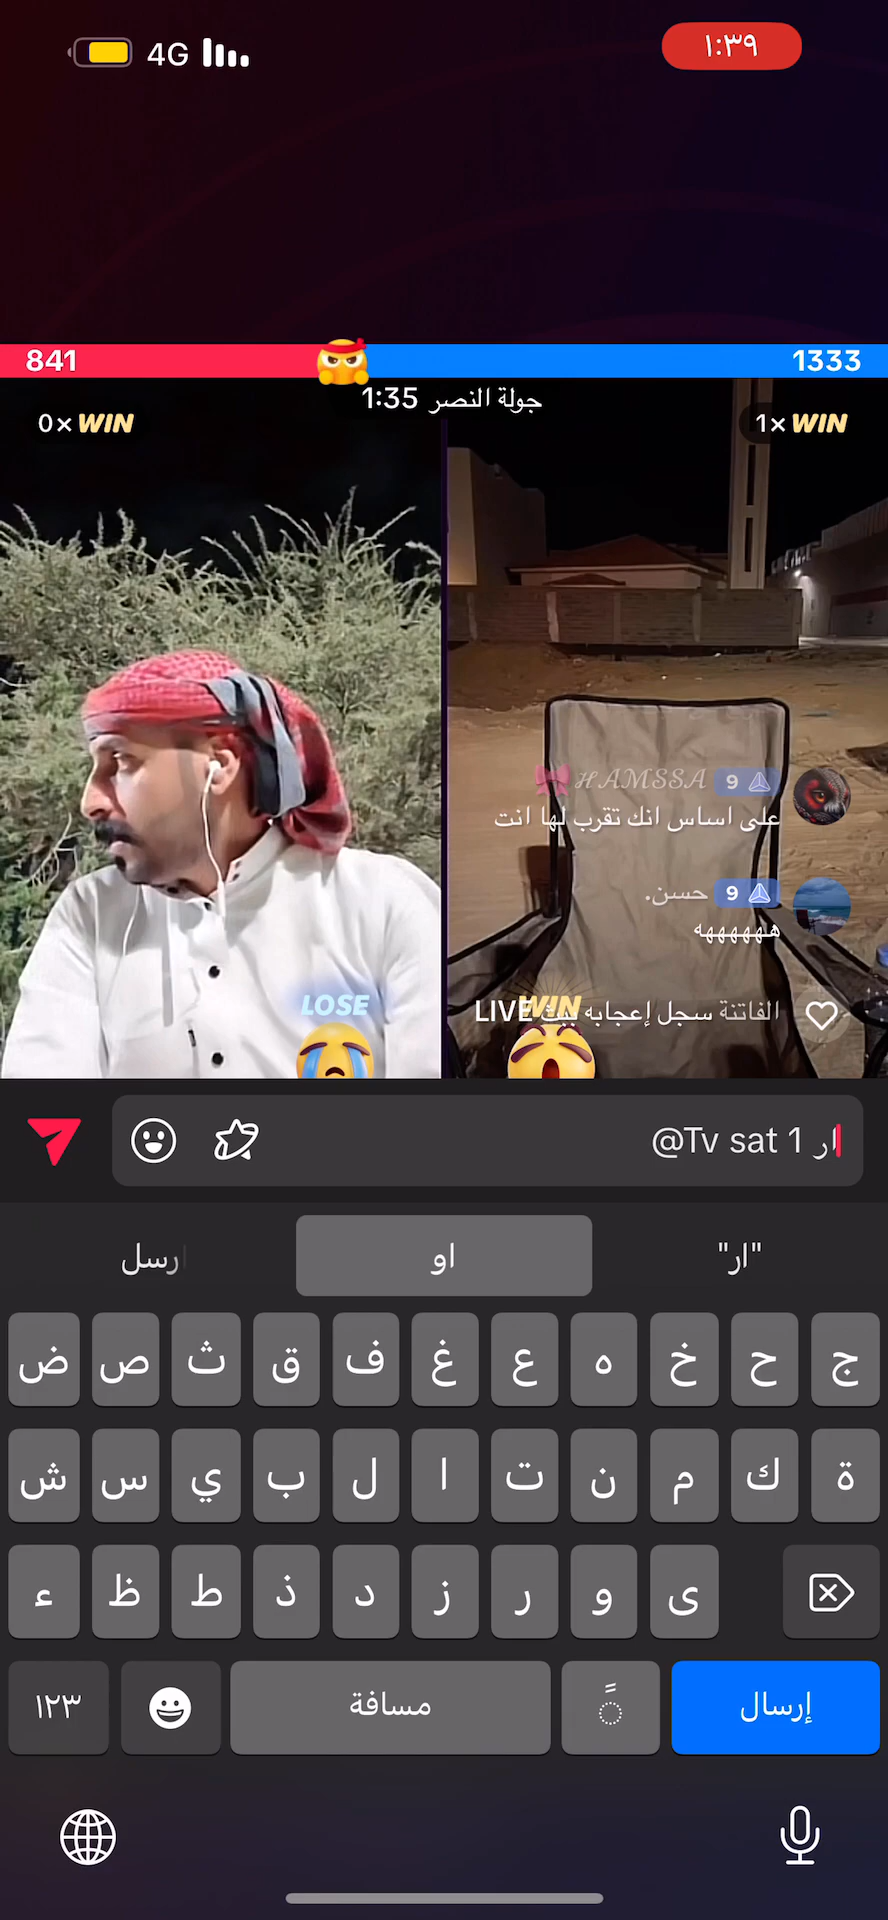 4G
١:٣٩
841
1333
جولة النصر 1:35
0× WIN
1× WIN
HAMSSA 9
على اساس انك تقرب لها انت
حسن. 9
ههههههه
LOSE
WIN
الفاتنة سجل إعجابه ببث LIVE
@Tv sat 1 ار
"ار"
او
ارسل
ض ص ث ق ف غ ع ه خ ح ج
ش س ي ب ل ا ت ن م ك ة
ء ظ ط ذ د ز ر و ى
١٢٣
مسافة
إرسال